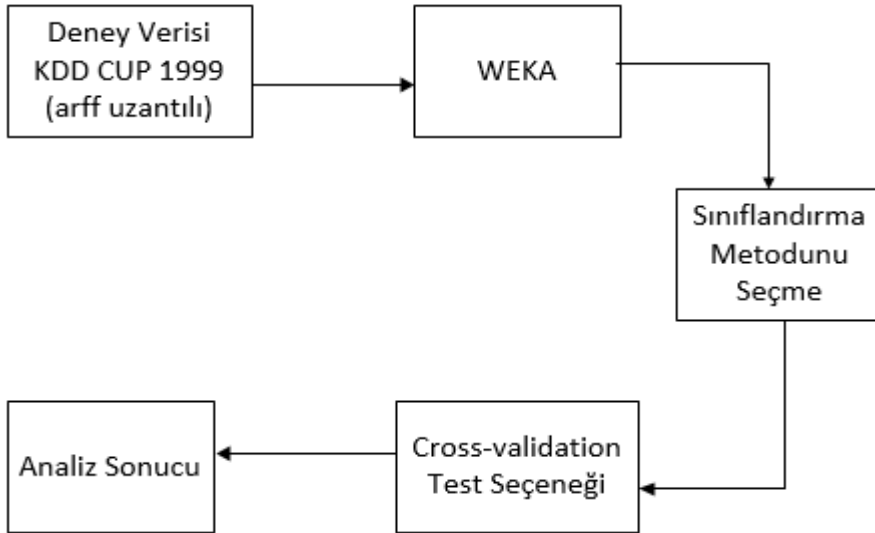 Deney Verisi
KDD CUP 1999
(arff uzantılı)
WEKA
Sınıflandırma
Metodunu
Seçme
Cross-validation
Test Seçeneği
Analiz Sonucu